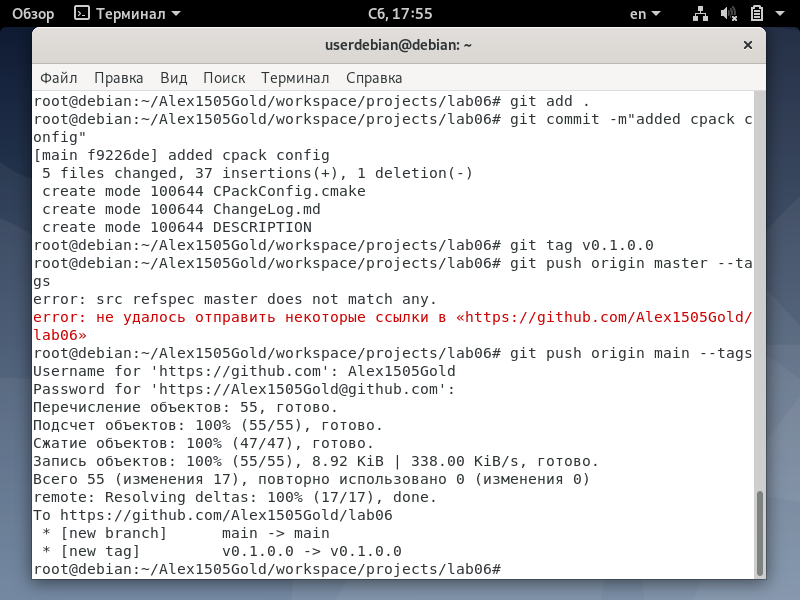 Обзор Терминал Сб, 17:55 en
userdebian@debian: ~ ×
Файл Правка Вид Поиск Терминал Справка
root@debian:~/Alex1505Gold/workspace/projects/lab06# git add .
root@debian:~/Alex1505Gold/workspace/projects/lab06# git commit -m"added cpack c
onfig"
[main f9226de] added cpack config
 5 files changed, 37 insertions(+), 1 deletion(-)
 create mode 100644 CPackConfig.cmake
 create mode 100644 ChangeLog.md
 create mode 100644 DESCRIPTION
root@debian:~/Alex1505Gold/workspace/projects/lab06# git tag v0.1.0.0
root@debian:~/Alex1505Gold/workspace/projects/lab06# git push origin master --ta
gs
error: src refspec master does not match any.
error: не удалось отправить некоторые ссылки в «https://github.com/Alex1505Gold/
lab06»
root@debian:~/Alex1505Gold/workspace/projects/lab06# git push origin main --tags
Username for 'https://github.com': Alex1505Gold
Password for 'https://Alex1505Gold@github.com':
Перечисление объектов: 55, готово.
Подсчет объектов: 100% (55/55), готово.
Сжатие объектов: 100% (47/47), готово.
Запись объектов: 100% (55/55), 8.92 KiB | 338.00 KiB/s, готово.
Всего 55 (изменения 17), повторно использовано 0 (изменения 0)
remote: Resolving deltas: 100% (17/17), done.
To https://github.com/Alex1505Gold/lab06
 * [new branch]      main -> main
 * [new tag]         v0.1.0.0 -> v0.1.0.0
root@debian:~/Alex1505Gold/workspace/projects/lab06#